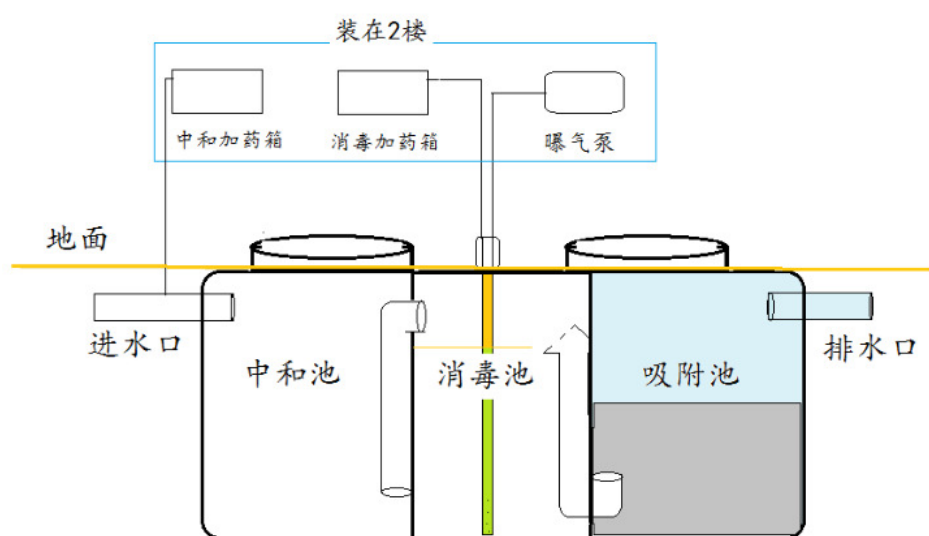 装在2楼
中和加药箱
消毒加药箱
曝气泵
地面
进水口
中和池
消毒池
吸附池
排水口